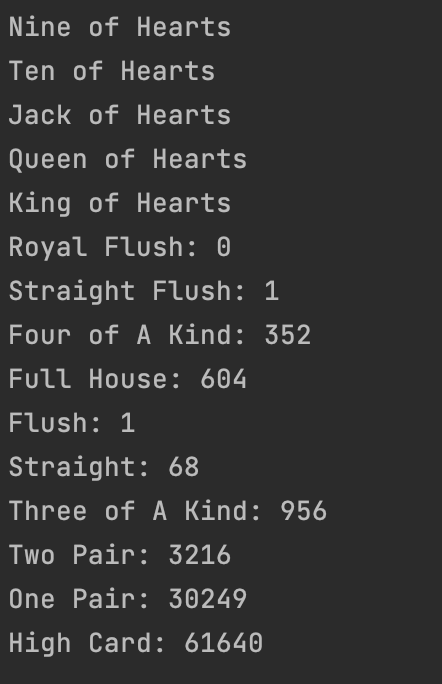 Nine of Hearts
Ten of Hearts
Jack of Hearts
Queen of Hearts
King of Hearts
Royal Flush: 0
Straight Flush: 1
Four of A Kind: 352
Full House: 604
Flush: 1
Straight: 68
Three of A Kind: 956
Two Pair: 3216
One Pair: 30249
High Card: 61640